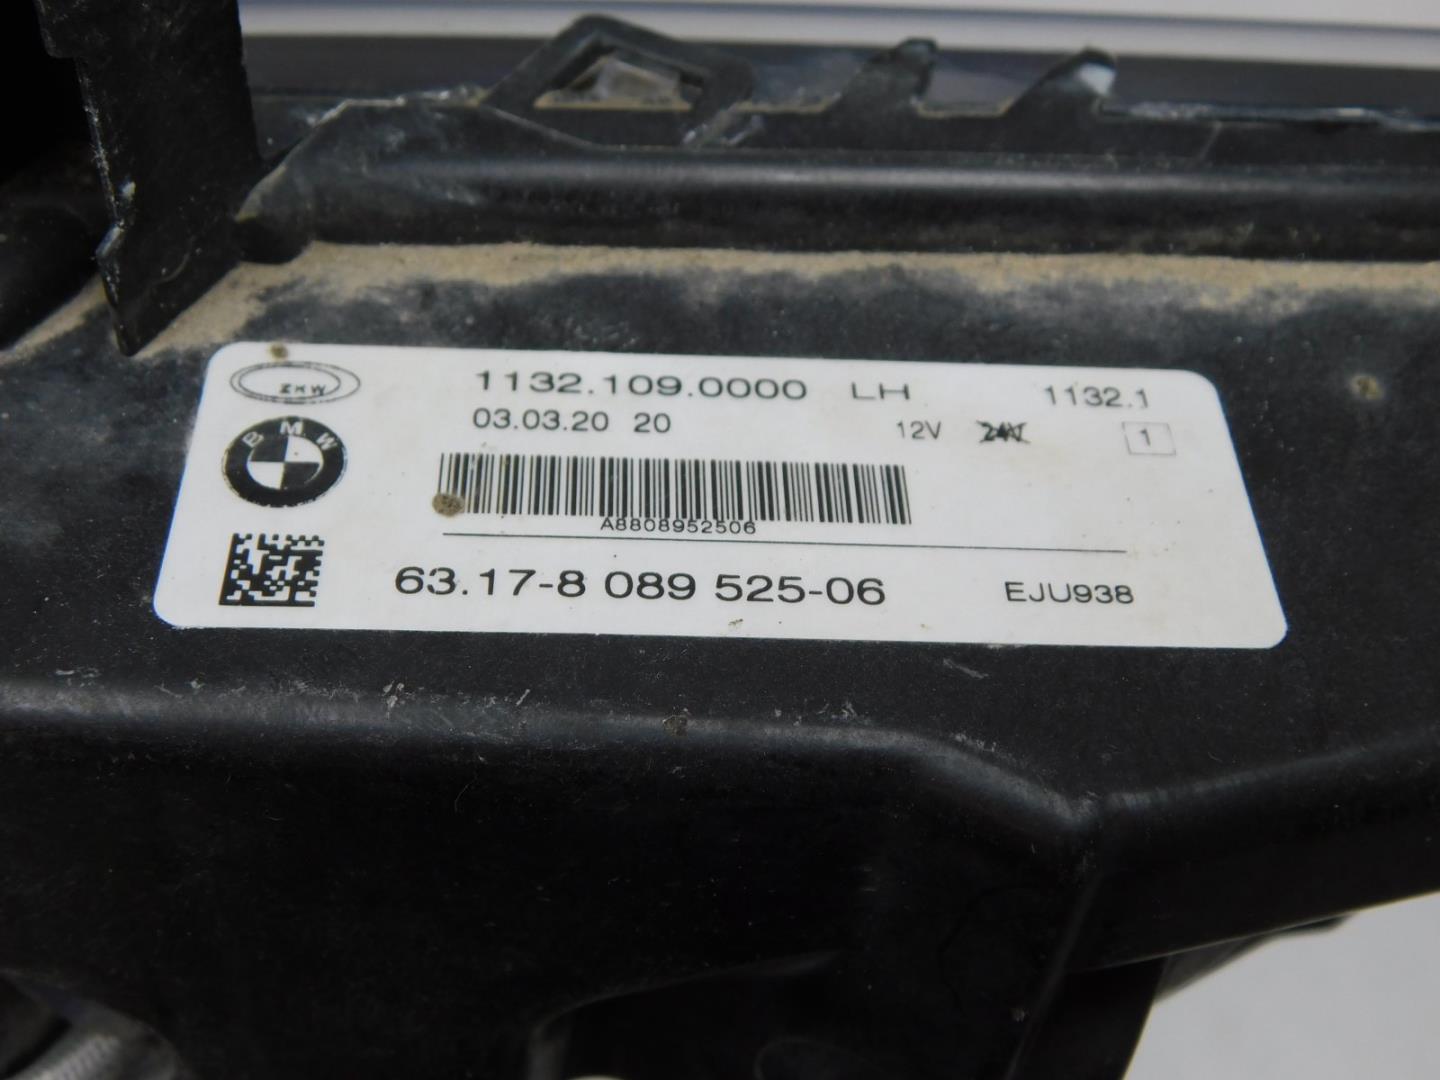 ZKW
1132.109.0000 LH 1132.1
03.03.20 20 12V 24V 1
BMW
A8808952506
63.17-8 089 525-06 EJU938